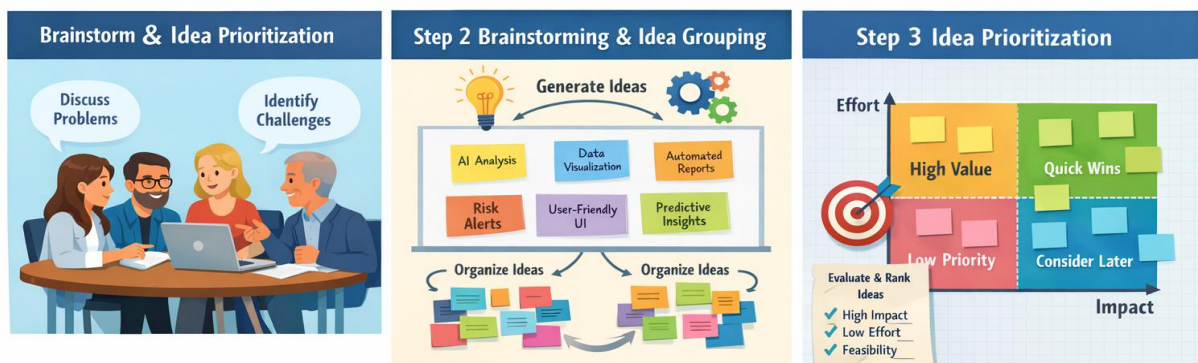 Brainstorm & Idea Prioritization
Discuss
Problems
Identify
Challenges
Step 2 Brainstorming & Idea Grouping
Generate Ideas
AI Analysis
Data
Visualization
Automated
Reports
Risk
Alerts
User-Friendly
UI
Predictive
Insights
Organize Ideas
Organize Ideas
Step 3 Idea Prioritization
Effort
High Value
Quick Wins
Low Priority
Consider Later
Impact
Evaluate & Rank
Ideas
✓ High Impact
✓ Low Effort
✓ Feasibility